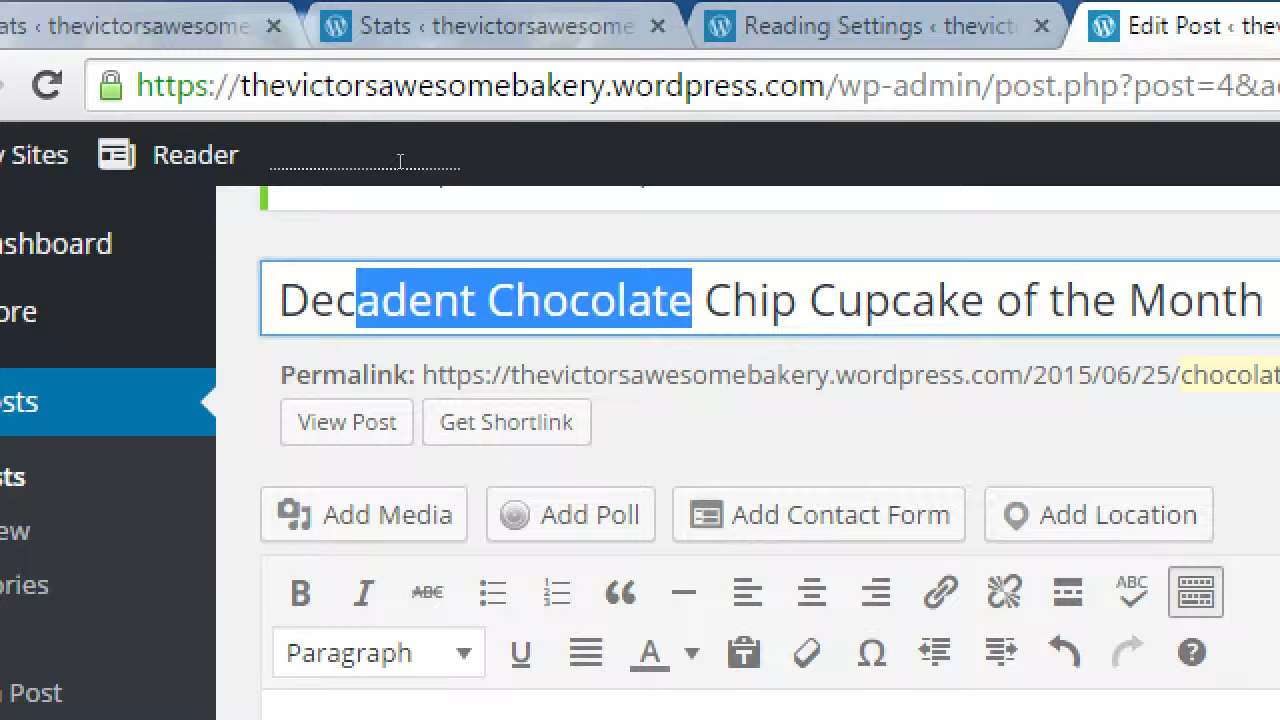 ats ‹ thevictorsawesome
Stats ‹ thevictorsawesome
Reading Settings ‹ thevict
Edit Post ‹ thev
https://thevictorsawesomebakery.wordpress.com/wp-admin/post.php?post=4&a
y Sites
Reader
ashboard
ore
osts
sts
ew
ories
Post
Decadent Chocolate Chip Cupcake of the Month
Permalink: https://thevictorsawesomebakery.wordpress.com/2015/06/25/chocolat
View Post
Get Shortlink
Add Media
Add Poll
Add Contact Form
Add Location
B I ABC ABC
Paragraph U A Ω